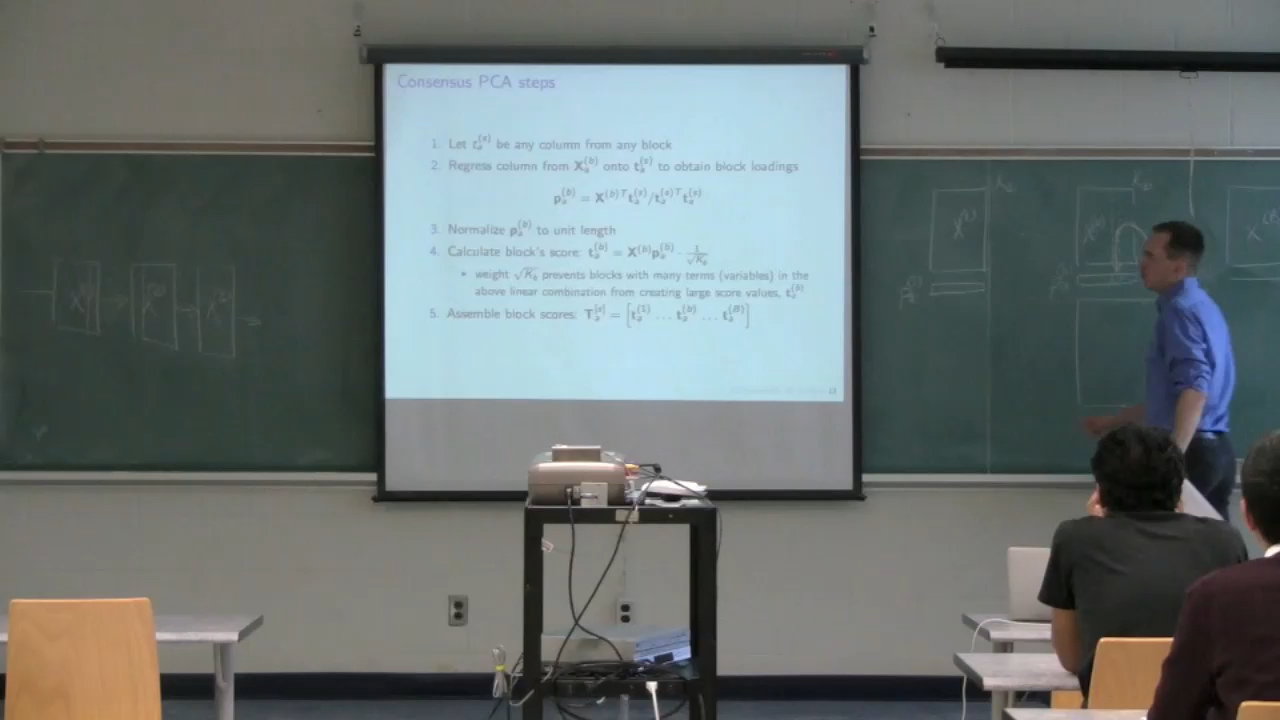 Consensus PCA steps
1. Let t_a^(s) be any column from any block
2. Regress column from X_a^(b) onto t_a^(s) to obtain block loadings
p_a^(b) = X^(b)T t_a^(s) / t_a^(s)T t_a^(s)
3. Normalize p_a^(b) to unit length
4. Calculate block's score: t_a^(b) = X^(b) p_a^(b) · 1/√K_b
• weight √K_b prevents blocks with many terms (variables) in the
above linear combination from creating large score values, t_a^(b)
5. Assemble block scores: T_a^(s) = [t_a^(1) … t_a^(b) … t_a^(B)]